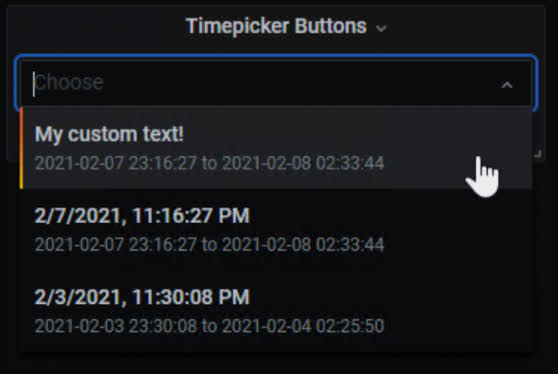 Timepicker Buttons
Choose
My custom text!
2021-02-07 23:16:27 to 2021-02-08 02:33:44
2/7/2021, 11:16:27 PM
2021-02-07 23:16:27 to 2021-02-08 02:33:44
2/3/2021, 11:30:08 PM
2021-02-03 23:30:08 to 2021-02-04 02:25:50